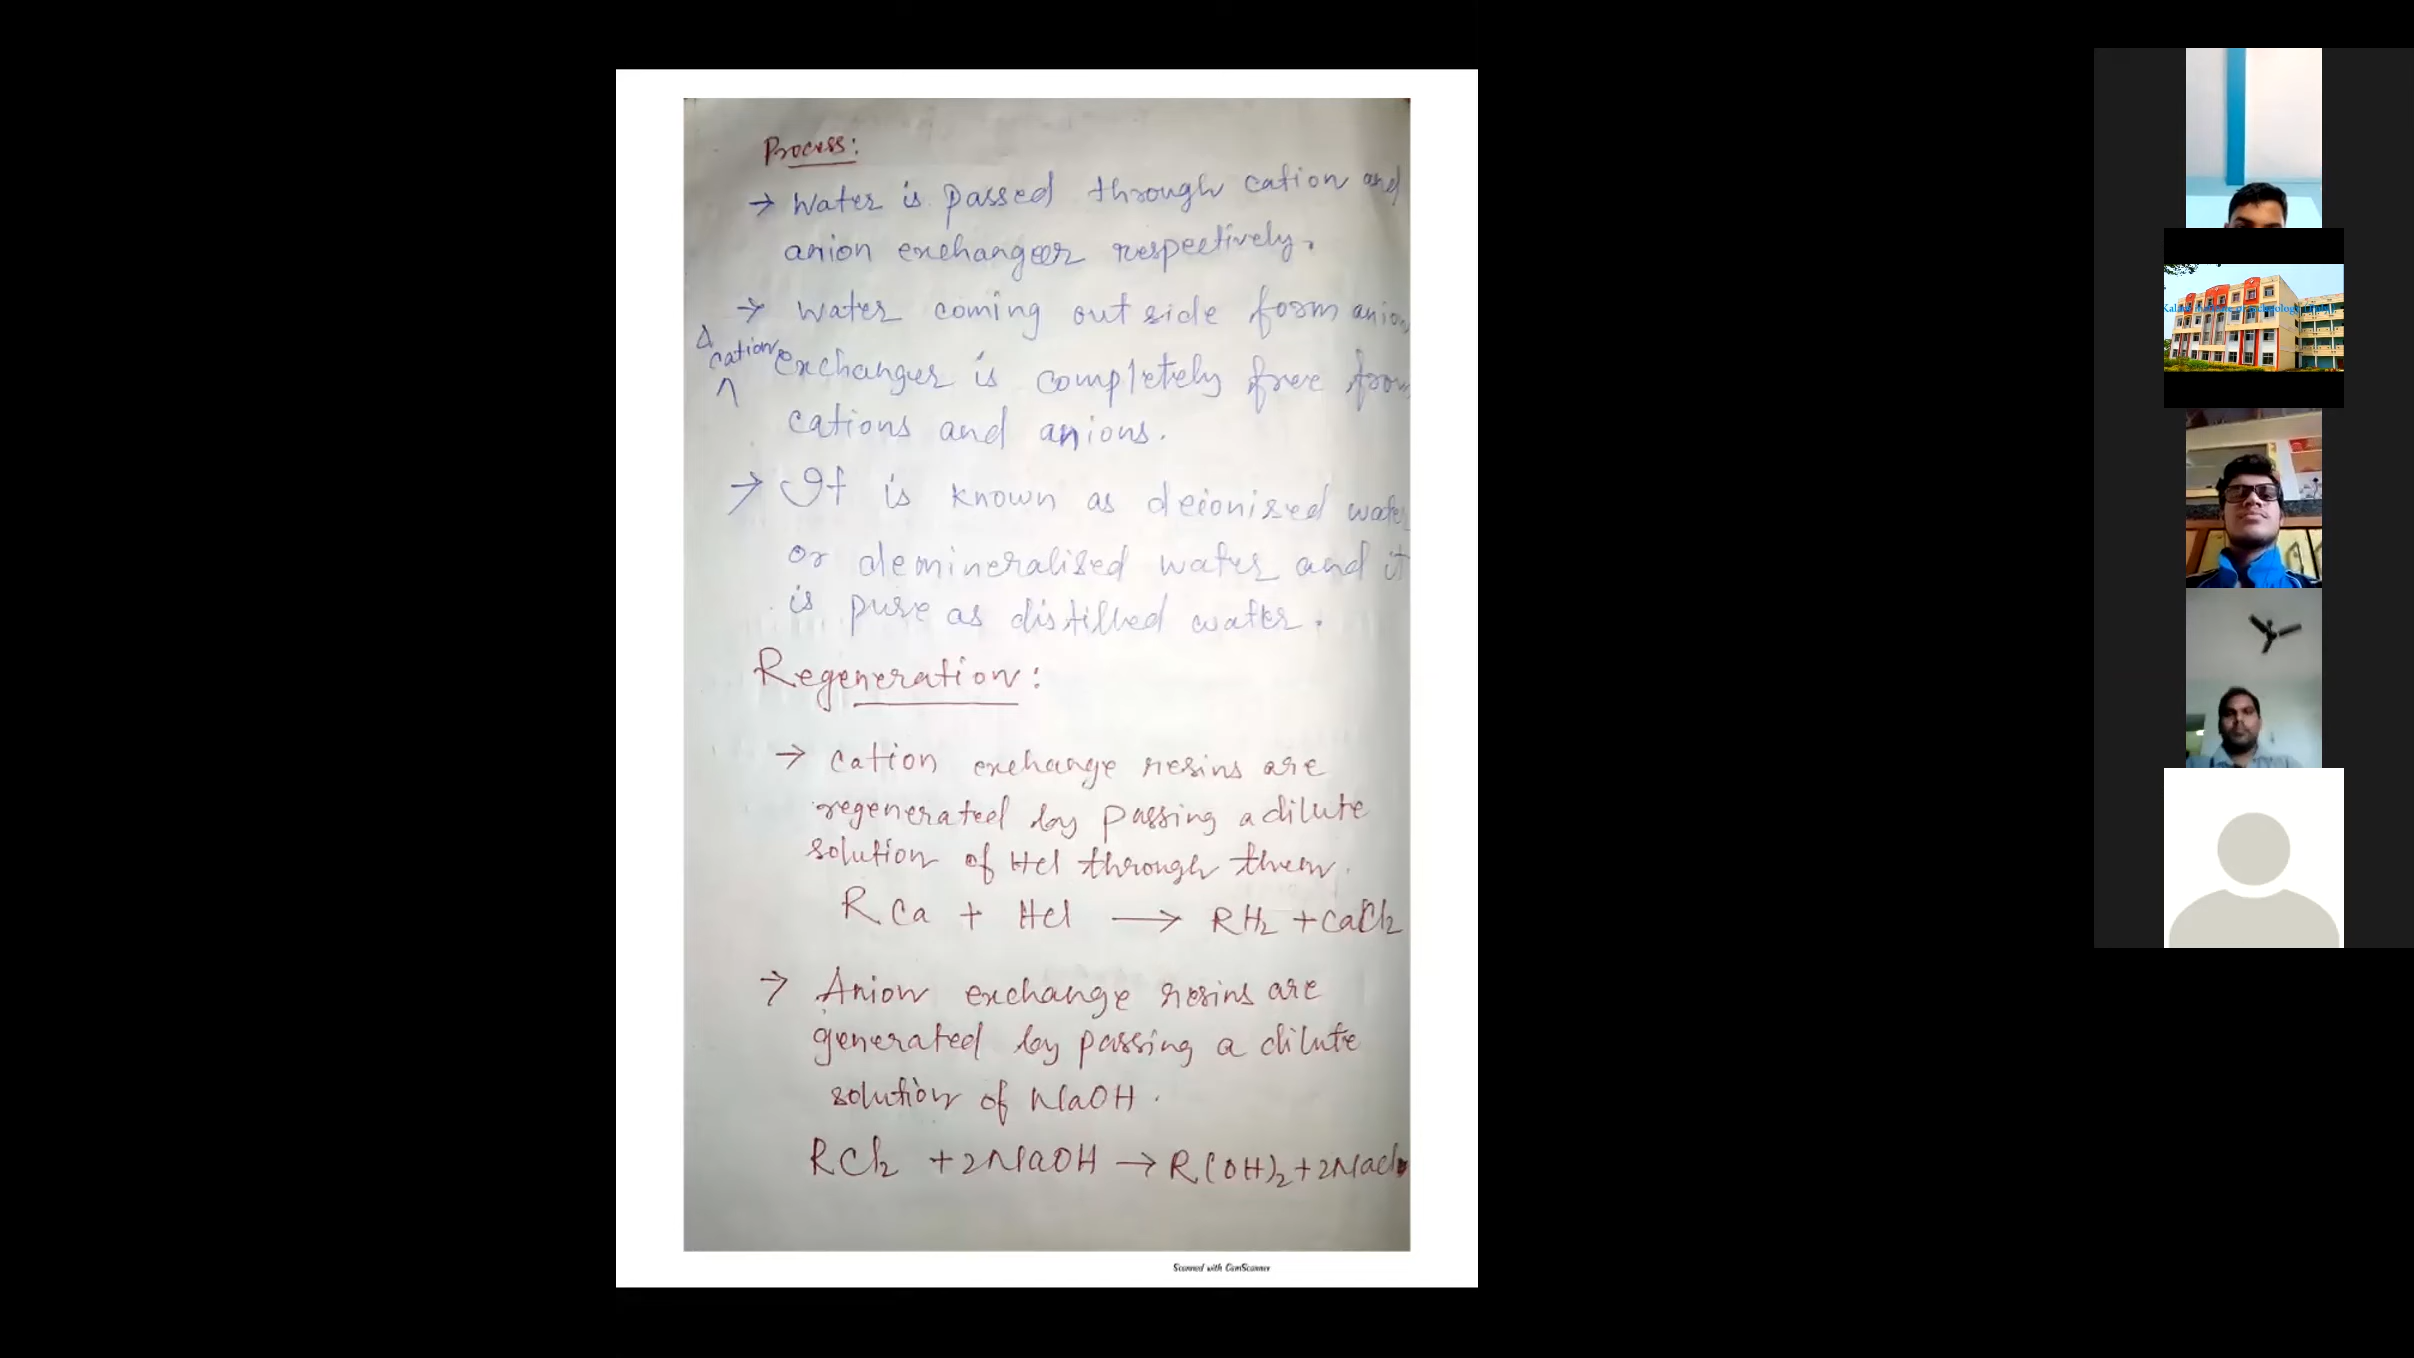 Process:
→ Water is passed through cation and
anion exchangeer respectively.
→ water coming out side form anion
& cation exchanger is completely free from
cations and anions.
→ It is known as deionised water
or demineralised water and it
is pure as distilled water.
Regeneration:
→ Cation exchange resins are
regenerated by passing a dilute
solution of Hcl through them.
R Ca + Hcl ⟶ RH₂ + CaCl₂
→ Anion exchange resins are
generated by passing a dilute
solution of NaOH.
RCl₂ + 2NaOH → R(OH)₂ + 2Nacl
Scanned with CamScanner